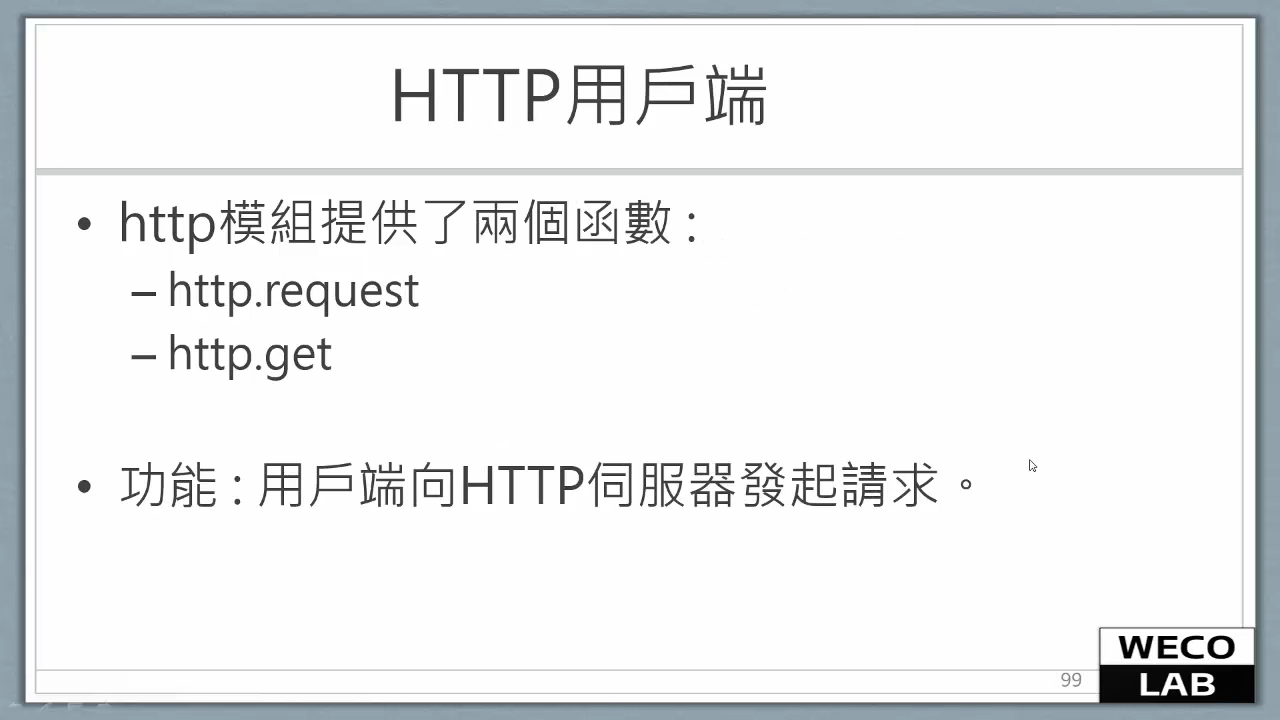 HTTP用戶端
• http模組提供了兩個函數 :
– http.request
– http.get
• 功能 : 用戶端向HTTP伺服器發起請求。
99
WECO
LAB